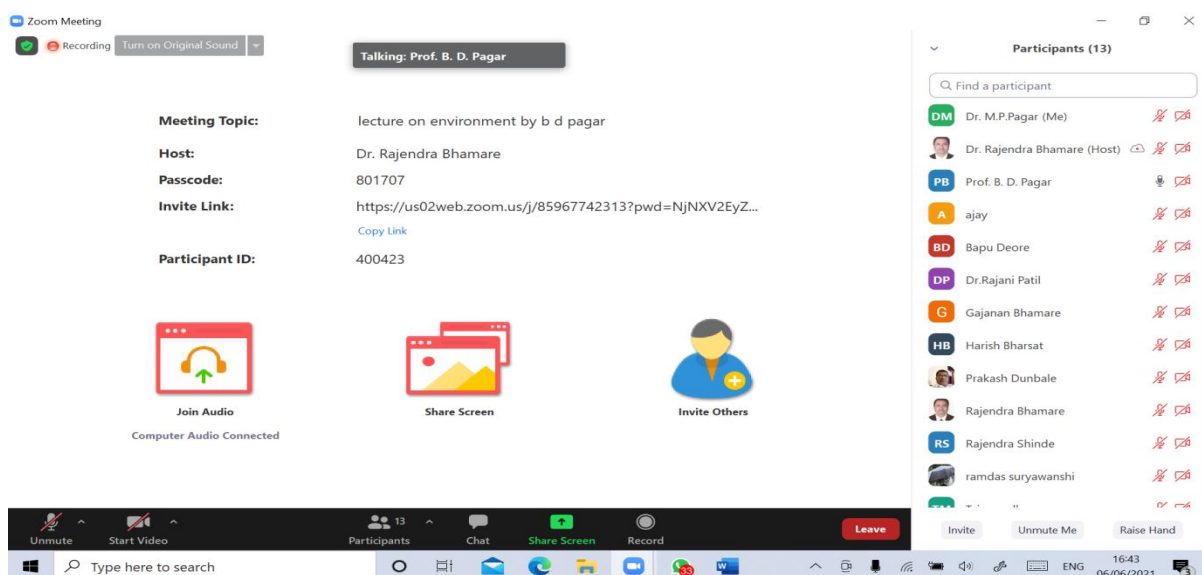 Zoom Meeting
Recording Turn on Original Sound
Talking: Prof. B. D. Pagar
Meeting Topic: lecture on environment by b d pagar
Host: Dr. Rajendra Bhamare
Passcode: 801707
Invite Link: https://us02web.zoom.us/j/85967742313?pwd=NjNXV2EyZ...
Copy Link
Participant ID: 400423
Join Audio
Computer Audio Connected
Share Screen
Invite Others
Participants (13)
Find a participant
DM Dr. M.P.Pagar (Me)
Dr. Rajendra Bhamare (Host)
PB Prof. B. D. Pagar
A ajay
BD Bapu Deore
DP Dr.Rajani Patil
G Gajanan Bhamare
HB Harish Bharsat
Prakash Dunbale
Rajendra Bhamare
RS Rajendra Shinde
ramdas suryawanshi
Invite Unmute Me Raise Hand
Unmute Start Video Participants 13 Chat Share Screen Record Leave
Type here to search
33
W
ENG
16:43
06/06/2021
3